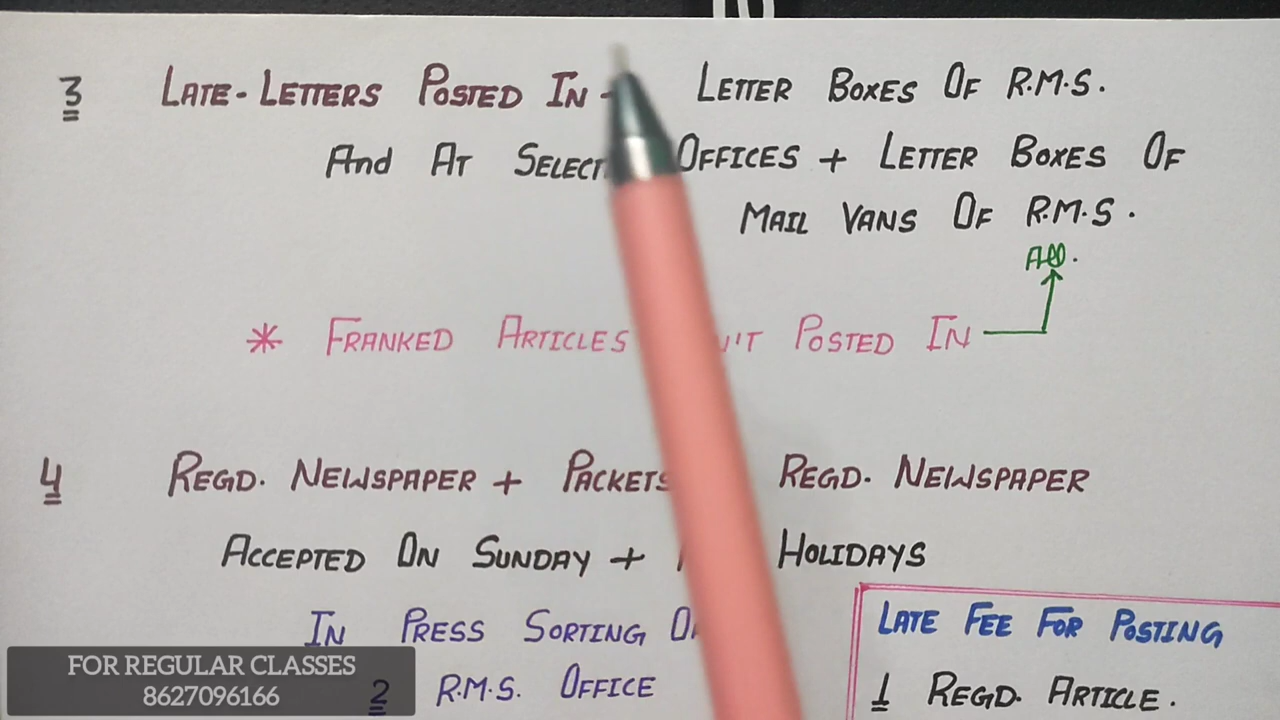 3 LATE-LETTERS POSTED IN - LETTER BOXES OF R.M.S.
And AT OFFICES + LETTER BOXES OF
MAIL VANS OF R.M.S.
All.
* FRANKED ARTICLES POSTED IN
4 REGD. NEWSPAPER + PACKETS REGD. NEWSPAPER
ACCEPTED ON SUNDAY + HOLIDAYS
IN PRESS SORTING
2 R.M.S. OFFICE
LATE FEE FOR POSTING
1 REGD. ARTICLE.
FOR REGULAR CLASSES
8627096166